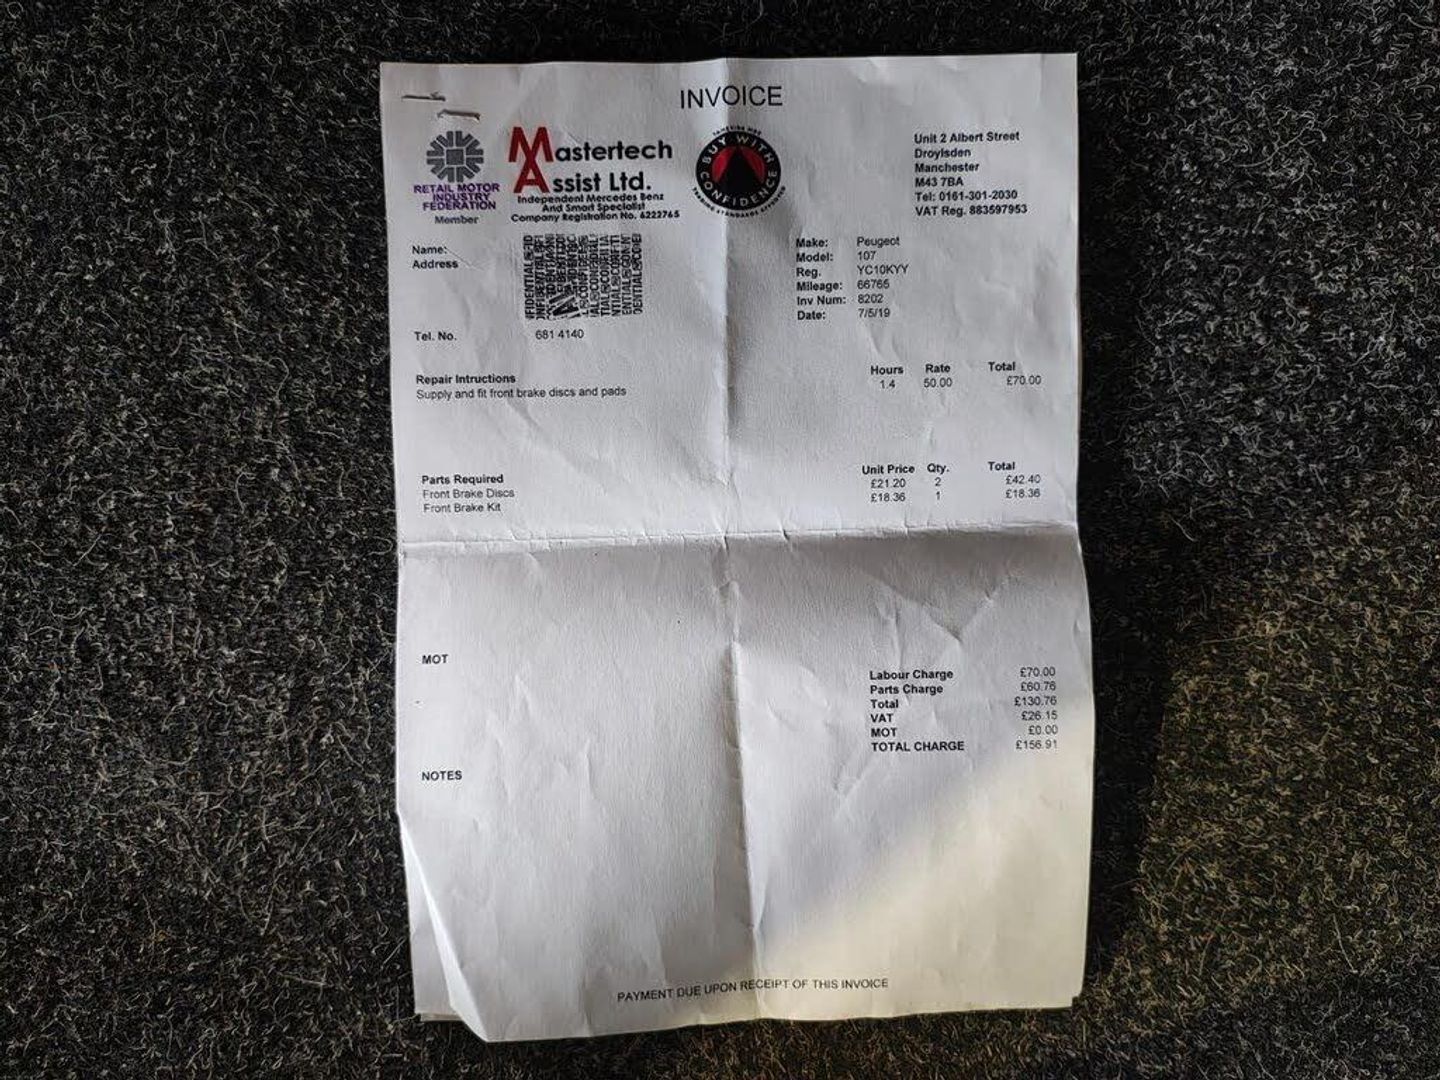 INVOICE
RETAIL MOTOR
INDUSTRY
FEDERATION
Member
Mastertech
Assist Ltd.
Independent Mercedes Benz
And Smart Specialist
Company Registration No. 6222765
BUY WITH
CONFIDENCE
TRADING STANDARDS APPROVED
Unit 2 Albert Street
Droylsden
Manchester
M43 7BA
Tel: 0161-301-2030
VAT Reg. 883597953
Name:
Address
Tel. No. 681 4140
Make: Peugeot
Model: 107
Reg. YC10KYY
Mileage: 66765
Inv Num: 8202
Date: 7/5/19
Repair Intructions Hours Rate Total
Supply and fit front brake discs and pads 1.4 50.00 £70.00
Parts Required Unit Price Qty. Total
Front Brake Discs £21.20 2 £42.40
Front Brake Kit £18.36 1 £18.36
MOT
Labour Charge £70.00
Parts Charge £60.76
Total £130.76
VAT £26.15
MOT £0.00
TOTAL CHARGE £156.91
NOTES
PAYMENT DUE UPON RECEIPT OF THIS INVOICE